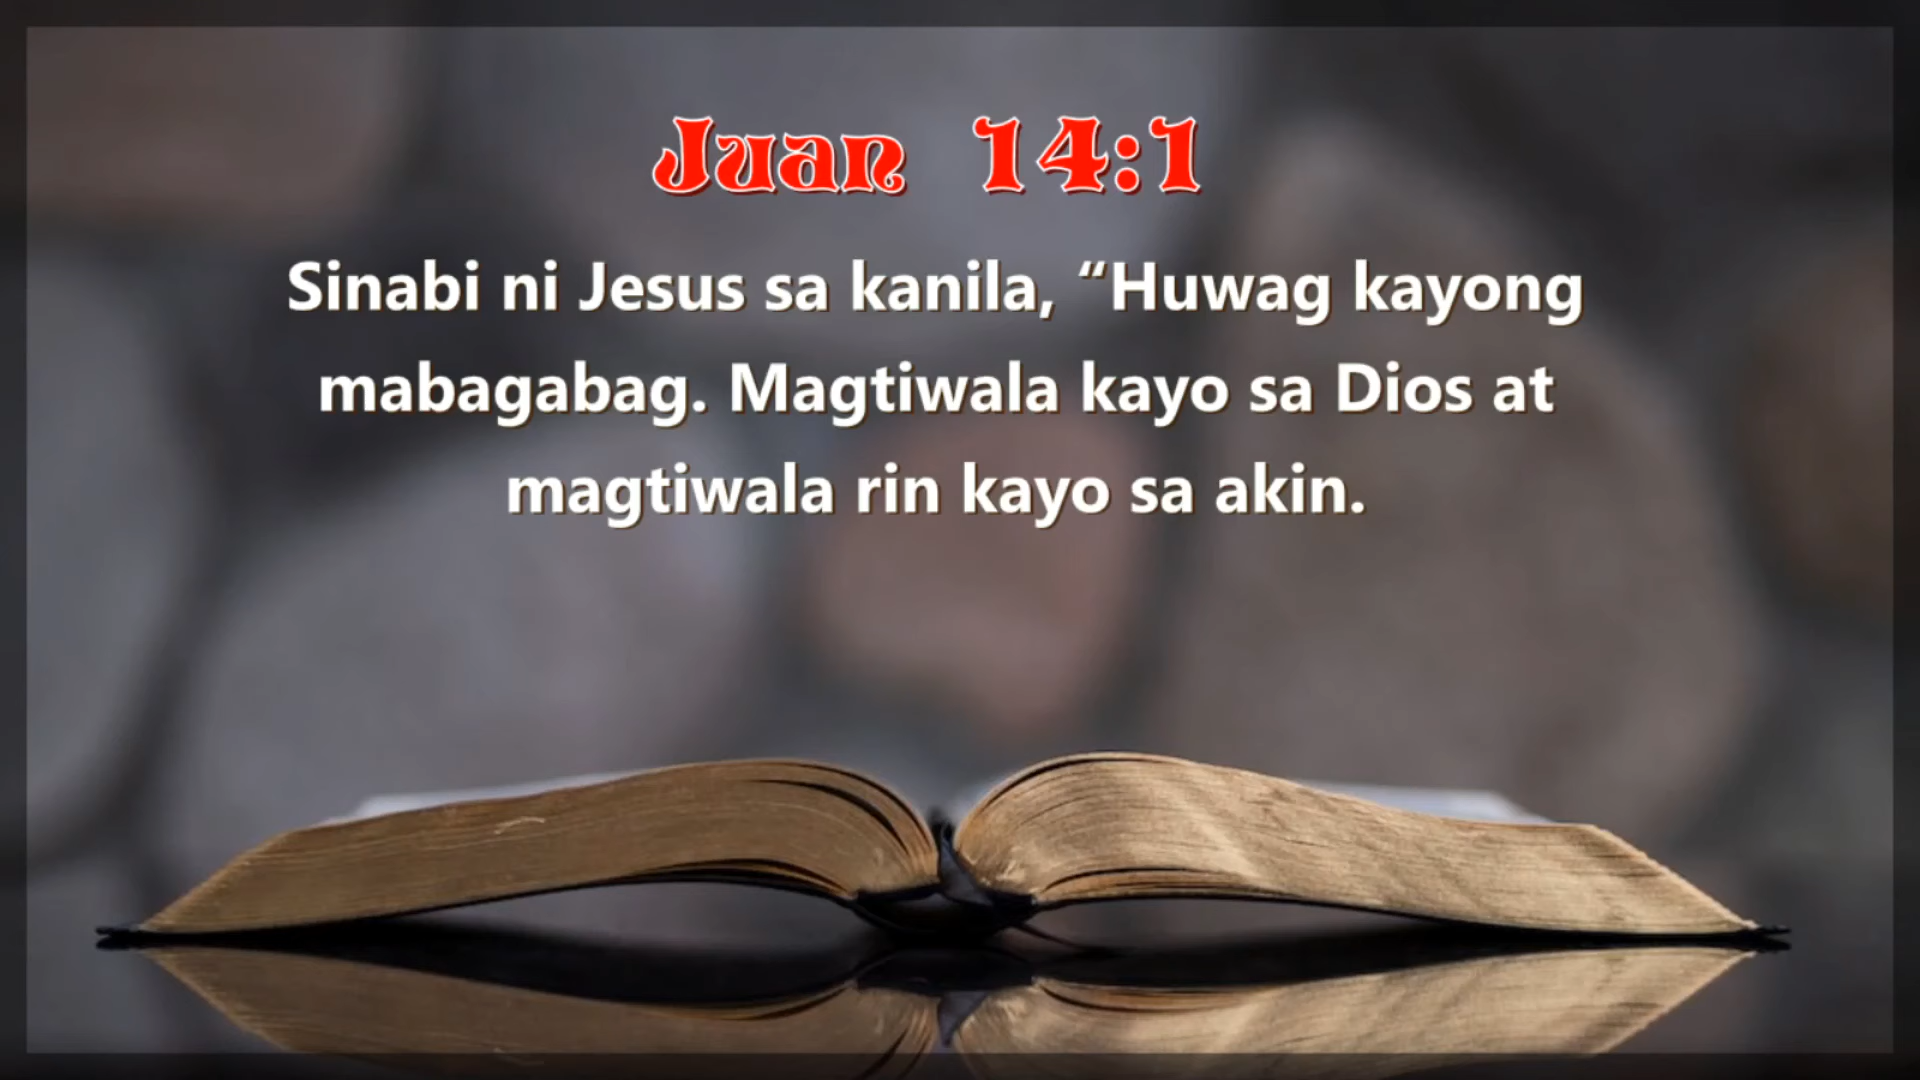 Juan 14:1
Sinabi ni Jesus sa kanila, “Huwag kayong
mabagabag. Magtiwala kayo sa Dios at
magtiwala rin kayo sa akin.